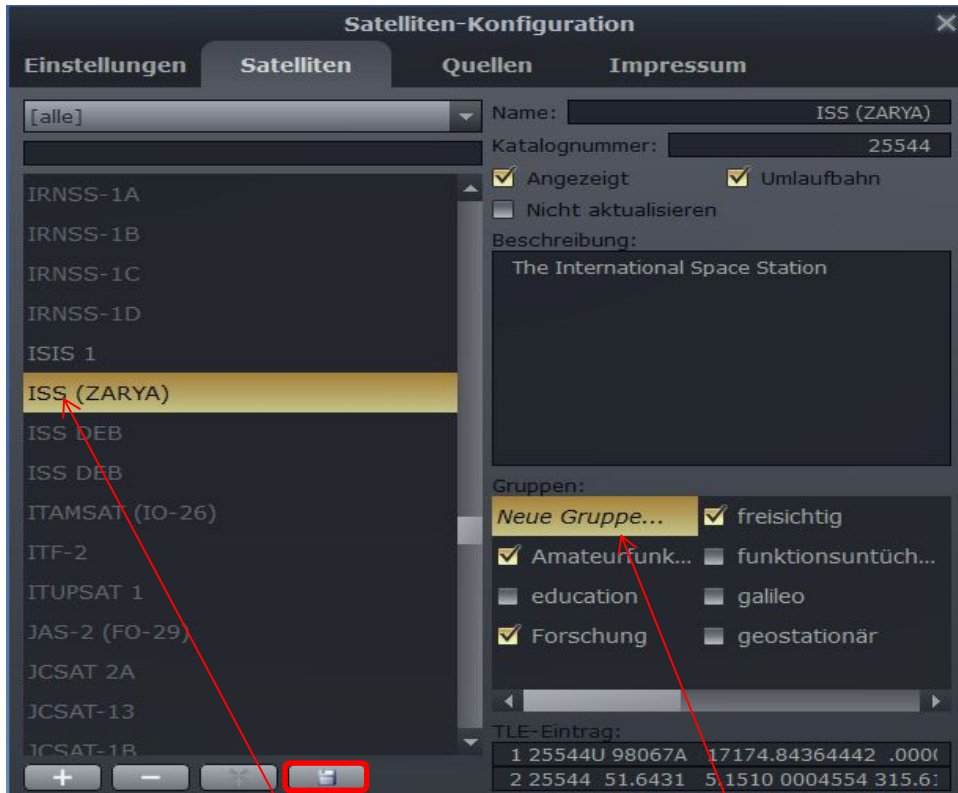 Satelliten-Konfiguration
Einstellungen Satelliten Quellen Impressum
[alle]
IRNSS-1A
IRNSS-1B
IRNSS-1C
IRNSS-1D
ISIS 1
ISS (ZARYA)
ISS DEB
ISS DEB
ITAMSAT (IO-26)
ITF-2
ITUPSAT 1
JAS-2 (FO-29)
JCSAT 2A
JCSAT-13
JCSAT-1B
Name: ISS (ZARYA)
Katalognummer: 25544
Angezeigt Umlaufbahn
Nicht aktualisieren
Beschreibung:
The International Space Station
Gruppen:
Neue Gruppe... freisichtig
Amateurfunk... funktionsuntüch...
education galileo
Forschung geostationär
TLE-Eintrag:
1 25544U 98067A 17174.84364442 .000
2 25544 51.6431 5.1510 0004554 315.61